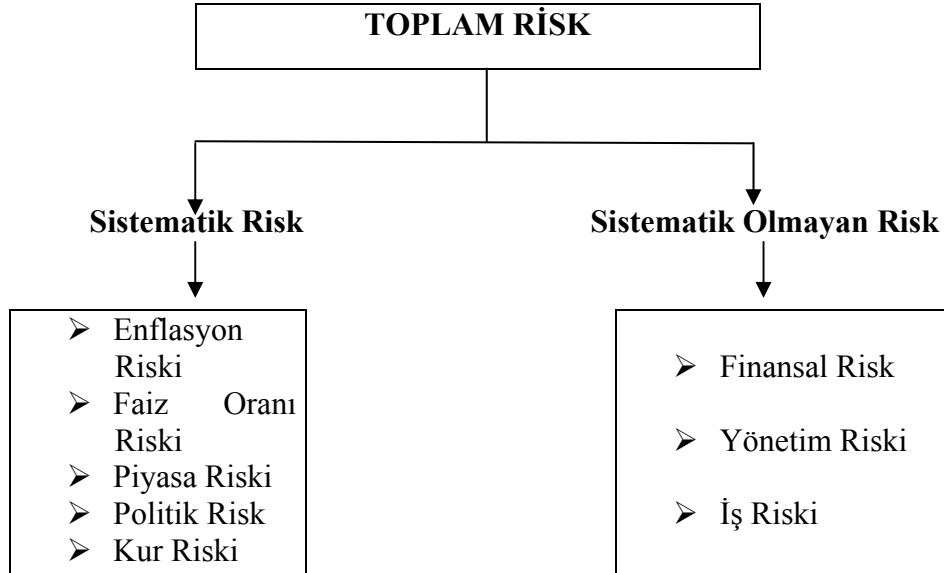 TOPLAM RİSK
Sistematik Risk
Sistematik Olmayan Risk
➢ Enflasyon
Riski
➢ Faiz Oranı
Riski
➢ Piyasa Riski
➢ Politik Risk
➢ Kur Riski
➢ Finansal Risk
➢ Yönetim Riski
➢ İş Riski